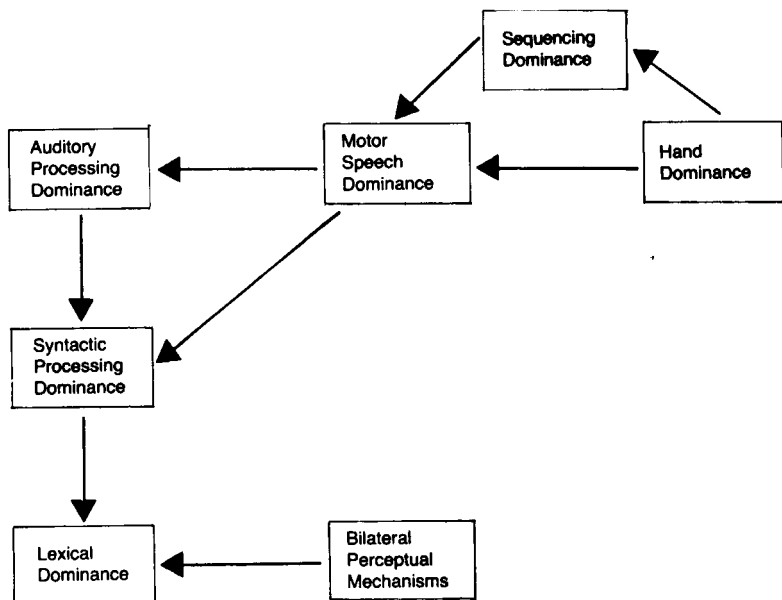 Sequencing
Dominance
Auditory
Processing
Dominance
Motor
Speech
Dominance
Hand
Dominance
Syntactic
Processing
Dominance
Lexical
Dominance
Bilateral
Perceptual
Mechanisms